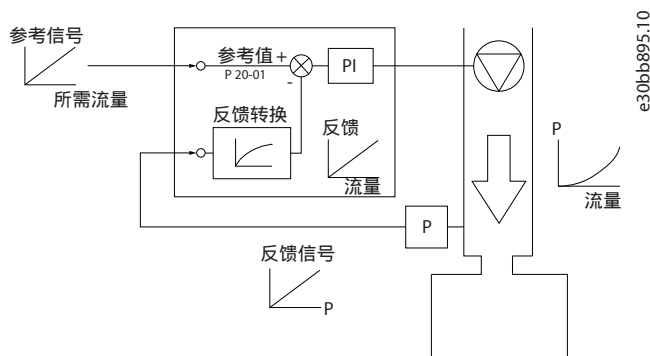 参考信号
所需流量
参考值
+
P 20-01
-
PI
反馈转换
反馈
流量
P
流量
P
反馈信号
P
e30bb895.10